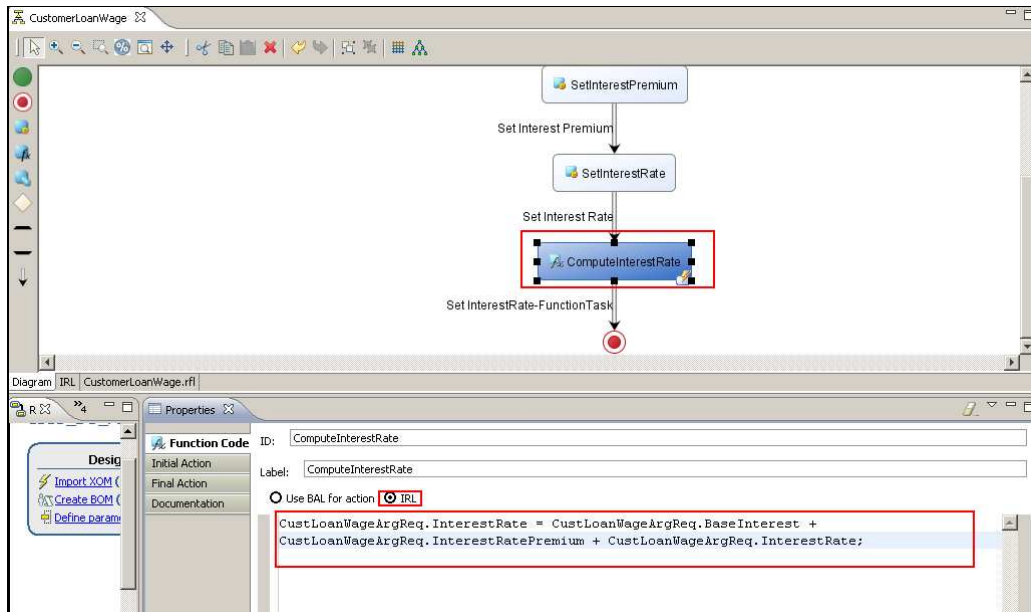 CustomerLoanWage
SetInterestPremium
Set Interest Premium
SetInterestRate
Set Interest Rate
ComputeInterestRate
Set InterestRate-FunctionTask
Diagram IRL CustomerLoanWage.rfl
R
4
Properties
Desig
Import XOM (
Create BOM (
Define param
Function Code
Initial Action
Final Action
Documentation
ID: ComputeInterestRate
Label: ComputeInterestRate
Use BAL for action IRL
CustLoanWageArgReq.InterestRate = CustLoanWageArgReq.BaseInterest +
CustLoanWageArgReq.InterestRatePremium + CustLoanWageArgReq.InterestRate;